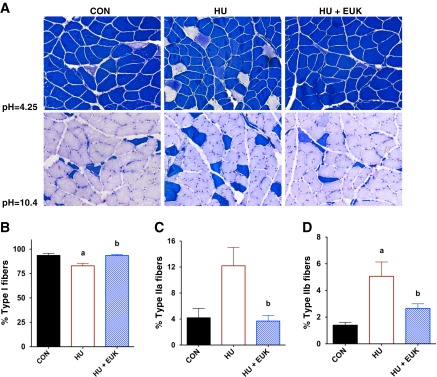 A
CON
HU
HU + EUK
pH=4.25
pH=10.4
B
C
D
% Type I fibers
100
75
50
25
0
a
b
CON
HU
HU + EUK
% Type IIa fibers
16
12
8
4
0
b
CON
HU
HU + EUK
% Type IIb fibers
8
6
4
2
0
a
b
CON
HU
HU + EUK